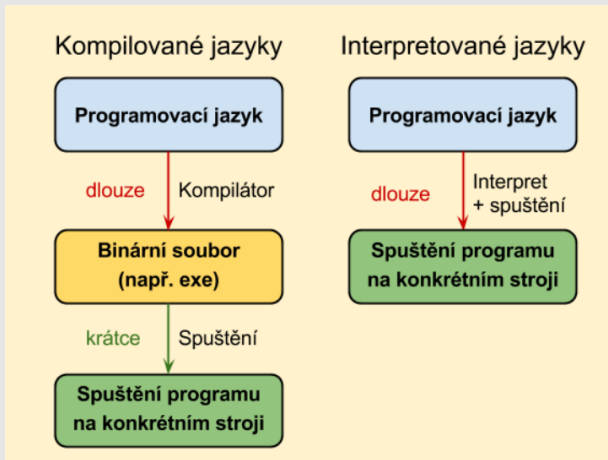 Kompilované jazyky
Programovací jazyk
dlouze
Kompilátor
Binární soubor
(např. exe)
krátce
Spuštění
Spuštění programu
na konkrétním stroji
Interpretované jazyky
Programovací jazyk
dlouze
Interpret
+ spuštění
Spuštění programu
na konkrétním stroji